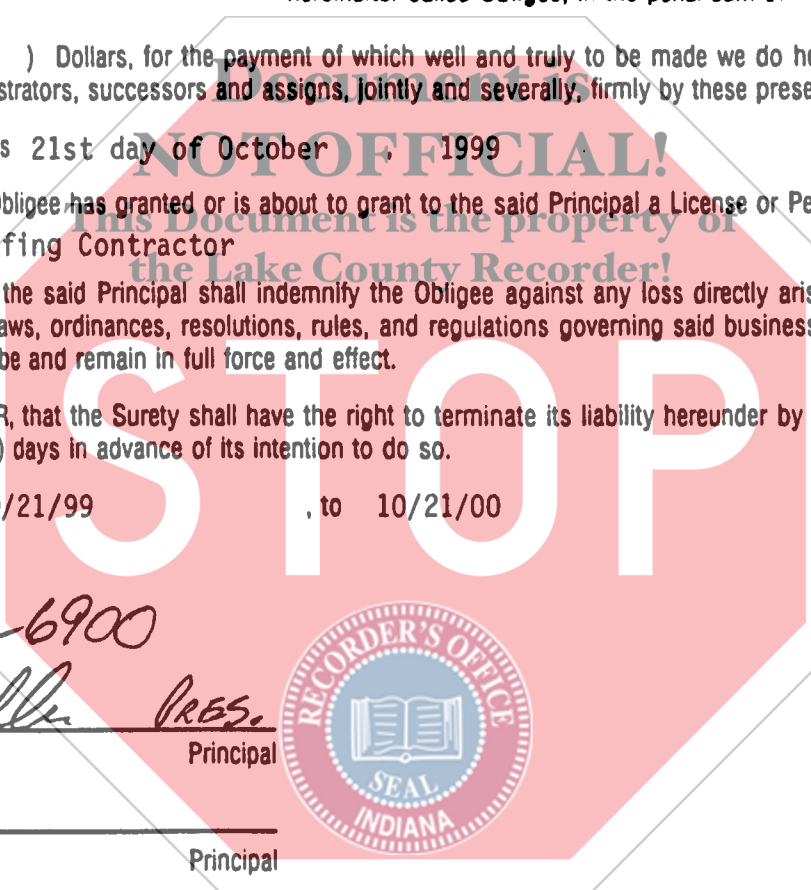 ) Dollars, for the payment of which well and truly to be made we do he
strators, successors and assigns, jointly and severally, firmly by these prese
Document is
s 21st day of October , 1999
NOT OFFICIAL!
Obligee has granted or is about to grant to the said Principal a License or Pe
This Document is the property of
fing Contractor
the Lake County Recorder!
the said Principal shall indemnify the Obligee against any loss directly aris
aws, ordinances, resolutions, rules, and regulations governing said business
be and remain in full force and effect.
STOP
R, that the Surety shall have the right to terminate its liability hereunder by
) days in advance of its intention to do so.
/21/99 , to 10/21/00
-6900
PRES.
Principal
RECORDER'S OFFICE
SEAL
INDIANA
Principal